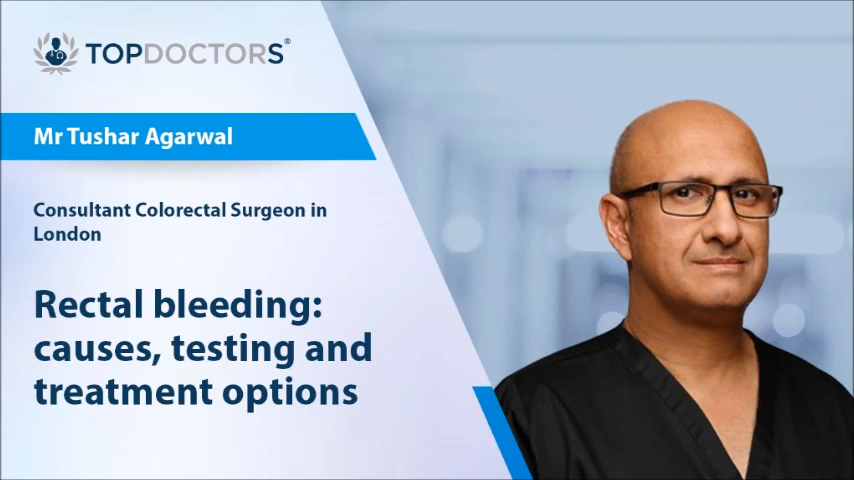 TOPDOCTORS®
Mr Tushar Agarwal
Consultant Colorectal Surgeon in
London
Rectal bleeding:
causes, testing and
treatment options